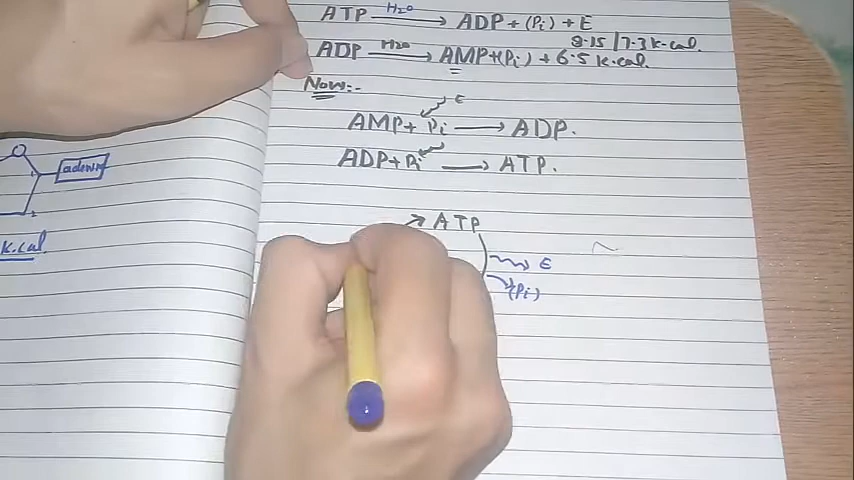 ATP —H₂O→ ADP + (Pi) + E
8.15 / 7.3 k-cal.
ADP —H₂O→ AMP + (Pi) + 6.5 k.cal.
Now:-
E
AMP + Pi → ADP.
ADP + Pi → ATP.
adenin
k.cal
→ ATP
E
(Pi)